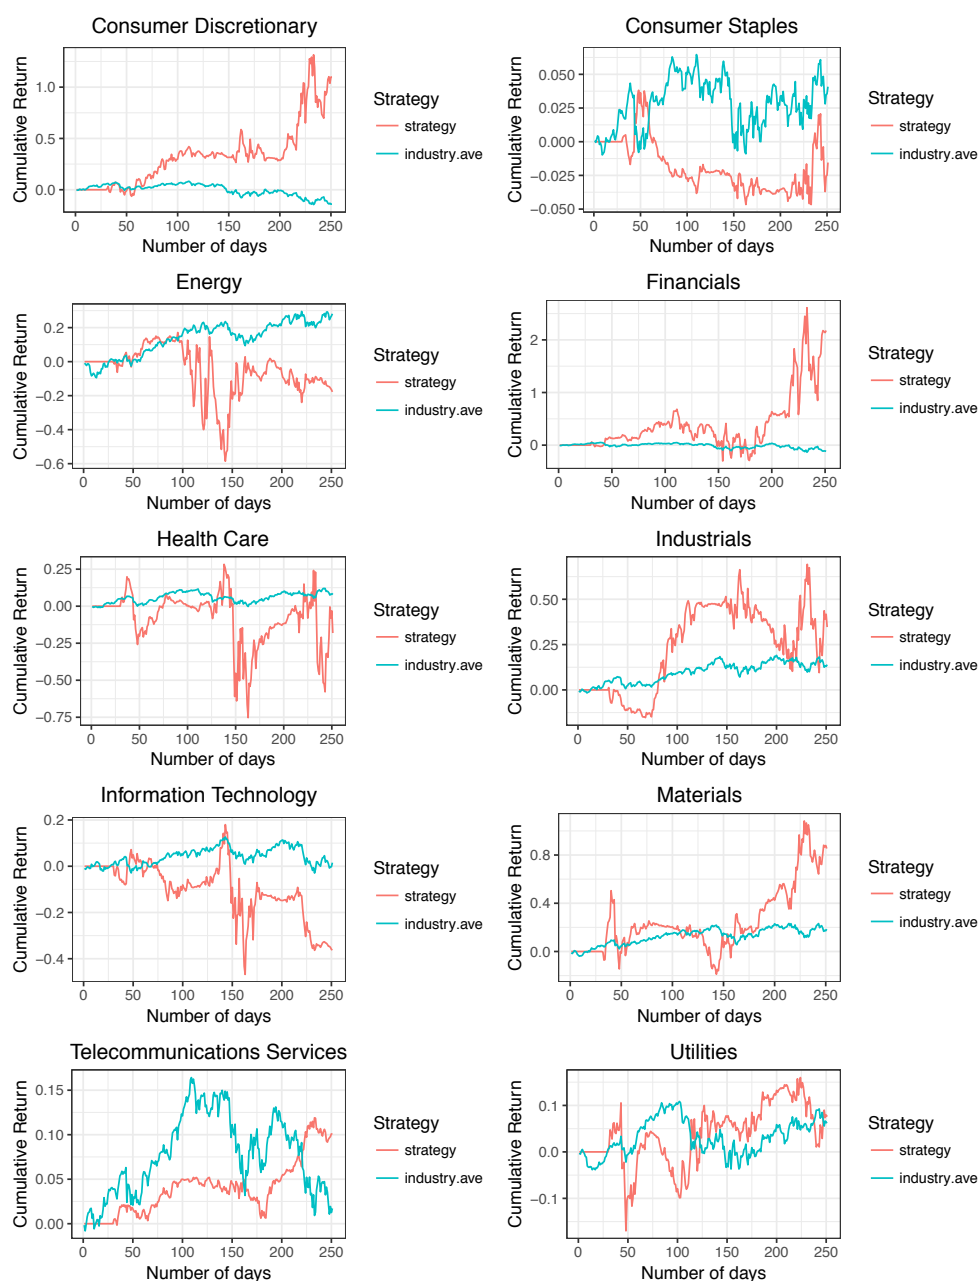 Consumer Discretionary
Cumulative Return
1.0
0.5
0.0
0 50 100 150 200 250
Number of days
Strategy
strategy
industry.ave
Consumer Staples
Cumulative Return
0.050
0.025
0.000
−0.025
−0.050
0 50 100 150 200 250
Number of days
Strategy
strategy
industry.ave
Energy
Cumulative Return
0.2
0.0
−0.2
−0.4
−0.6
0 50 100 150 200 250
Number of days
Strategy
strategy
industry.ave
Financials
Cumulative Return
2
1
0
0 50 100 150 200 250
Number of days
Strategy
strategy
industry.ave
Health Care
Cumulative Return
0.25
0.00
−0.25
−0.50
−0.75
0 50 100 150 200 250
Number of days
Strategy
strategy
industry.ave
Industrials
Cumulative Return
0.50
0.25
0.00
0 50 100 150 200 250
Number of days
Strategy
strategy
industry.ave
Information Technology
Cumulative Return
0.2
0.0
−0.2
−0.4
0 50 100 150 200 250
Number of days
Strategy
strategy
industry.ave
Materials
Cumulative Return
0.8
0.4
0.0
0 50 100 150 200 250
Number of days
Strategy
strategy
industry.ave
Telecommunications Services
Cumulative Return
0.15
0.10
0.05
0.00
0 50 100 150 200 250
Number of days
Strategy
strategy
industry.ave
Utilities
Cumulative Return
0.1
0.0
−0.1
0 50 100 150 200 250
Number of days
Strategy
strategy
industry.ave